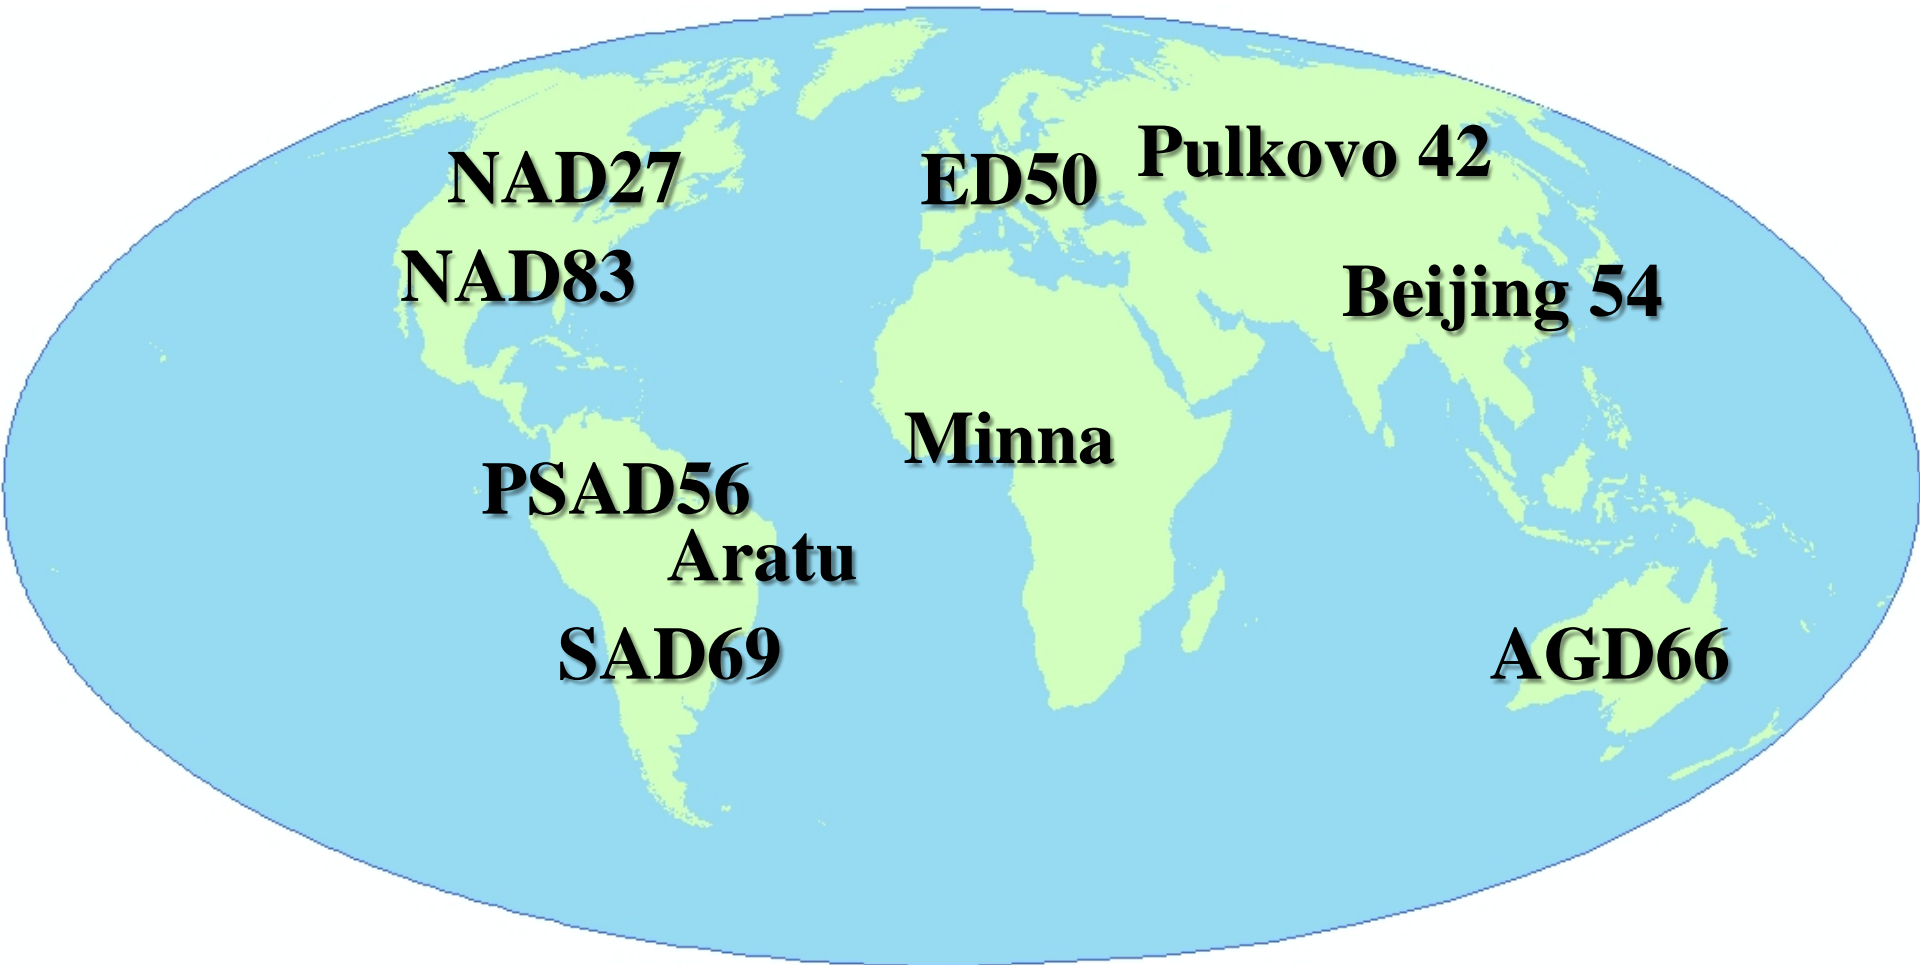 Pulkovo 42
NAD27
ED50
NAD83
Beijing 54
Minna
PSAD56
Aratu
SAD69
AGD66